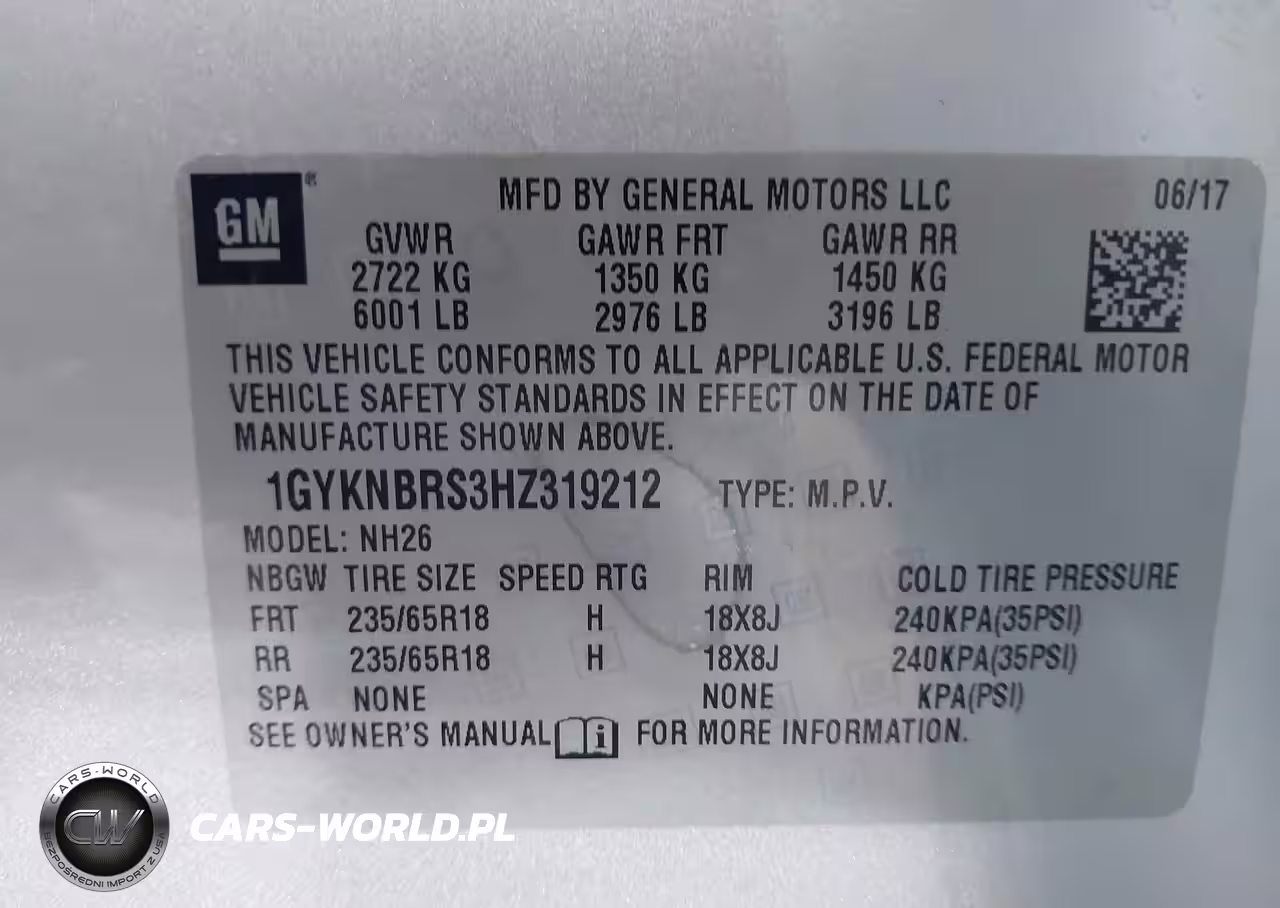 GM ®
MFD BY GENERAL MOTORS LLC 06/17
GVWR GAWR FRT GAWR RR
2722 KG 1350 KG 1450 KG
6001 LB 2976 LB 3196 LB
THIS VEHICLE CONFORMS TO ALL APPLICABLE U.S. FEDERAL MOTOR
VEHICLE SAFETY STANDARDS IN EFFECT ON THE DATE OF
MANUFACTURE SHOWN ABOVE.
1GYKNBRS3HZ319212 TYPE: M.P.V.
MODEL: NH26
NBGW TIRE SIZE SPEED RTG RIM COLD TIRE PRESSURE
FRT 235/65R18 H 18X8J 240KPA(35PSI)
RR 235/65R18 H 18X8J 240KPA(35PSI)
SPA NONE NONE KPA(PSI)
SEE OWNER'S MANUAL i FOR MORE INFORMATION.
CARS-WORLD
CW
BEZPOŚREDNI IMPORT Z USA
CARS-WORLD.PL